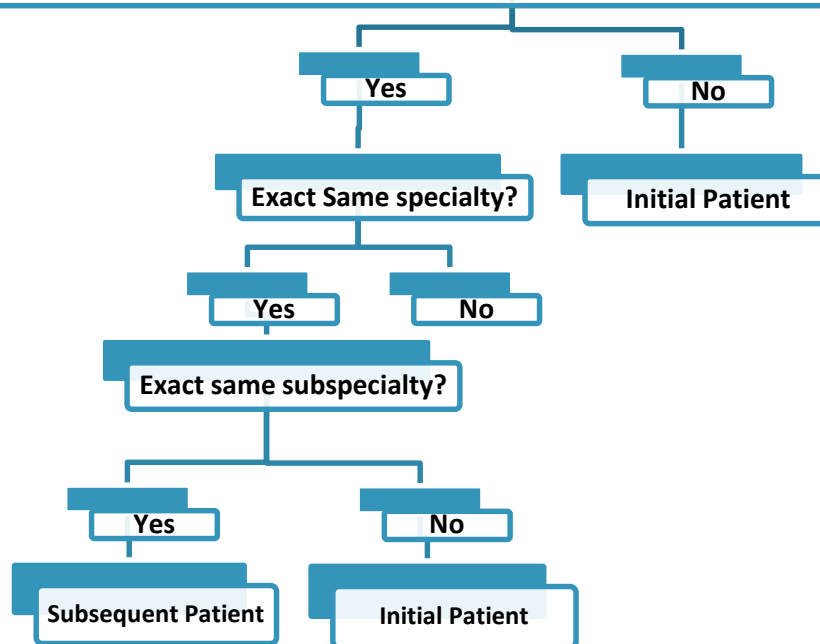 Yes
No
Exact Same specialty?
Initial Patient
Yes
No
Exact same subspecialty?
Yes
No
Subsequent Patient
Initial Patient